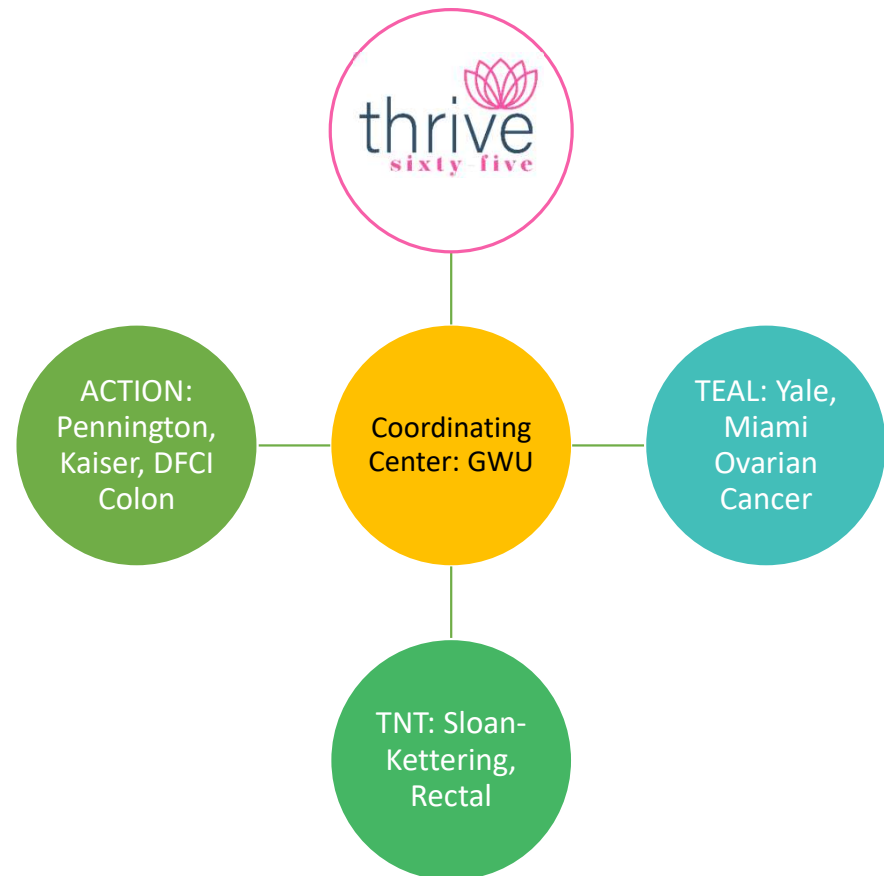 thrive
sixty-five
ACTION:
Pennington,
Kaiser, DFCI
Colon
Coordinating
Center: GWU
TEAL: Yale,
Miami
Ovarian
Cancer
TNT: Sloan-
Kettering,
Rectal